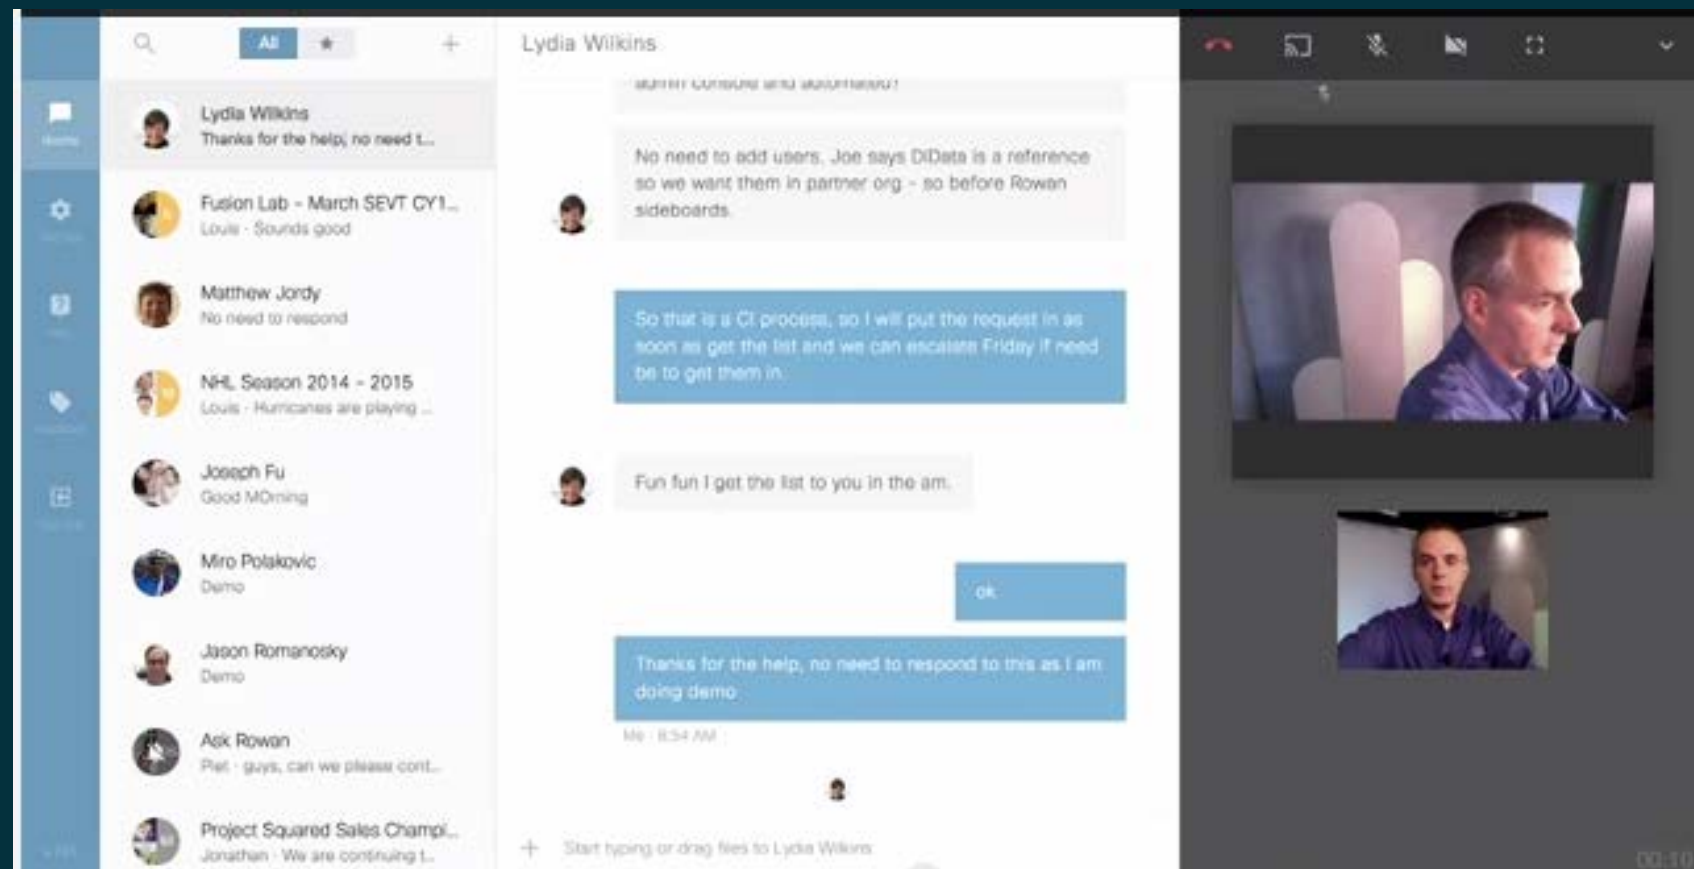 All
Lydia Wilkins
Thanks for the help, no need t...
Fusion Lab - March SEVT CY1...
Louis - Sounds good
Matthew Jordy
No need to respond
NHL Season 2014 - 2015
Louis - Hurricanes are playing ...
Joseph Fu
Good MOrning
Miro Polakovic
Demo
Jason Romanosky
Demo
Ask Rowan
Piet - guys, can we please cont...
Project Squared Sales Champi...
Jonathan - We are continuing t...
Lydia Wilkins
admin console and automated?
No need to add users. Joe says DiData is a reference
so we want them in partner org - so before Rowan
sideboards.
So that is a CI process, so I will put the request in as
soon as get the list and we can escalate Friday if need
be to get them in.
Fun fun I get the list to you in the am.
ok
Thanks for the help, no need to respond to this as I am
doing demo
Me - 8:54 AM
Start typing or drag files to Lydia Wilkins
00:10